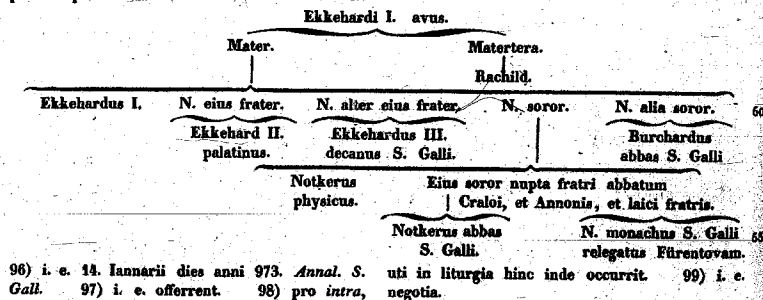 Ekkehardi I. avus.
Mater. Matertera.
Rachild.
Ekkehardus I. N. eius frater. N. alter eius frater. N. soror. N. alia soror. 60
Ekkehard II. Ekkehardus III. Burchardus
palatinus. decanus S. Galli. abbas S. Galli
Notkerus Eius soror nupta fratri abbatum
physicus. Craloi, et Annonis, et laici fratris.
Notkerus abbas N. monachus S. Galli 65
S. Galli. relegatus Fürentovam.
96) i. e. 14. Iannarii dies anni 973. Annal. S. uti in liturgia hinc inde occurrit. 99) i. e.
Gall. 97) i. e. offerrent. 98) pro intra, negotia.